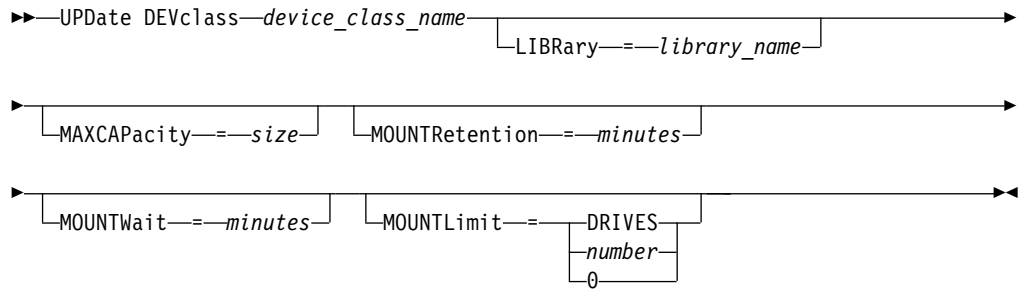 UPDate DEVclass device_class_name
LIBRary = library_name
MAXCAPacity = size MOUNTRetention = minutes
MOUNTWait = minutes MOUNTLimit = DRIVES
number
0